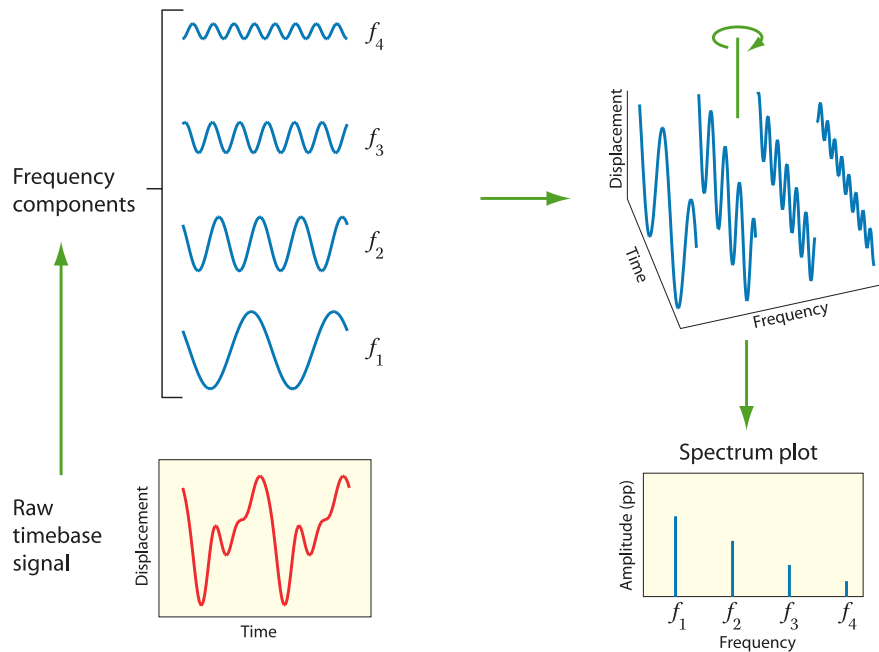 f4
f3
Frequency
components
f2
f1
Raw
timebase
signal
Displacement
Time
Displacement
Time
Frequency
Spectrum plot
Amplitude (pp)
f1 f2 f3 f4
Frequency